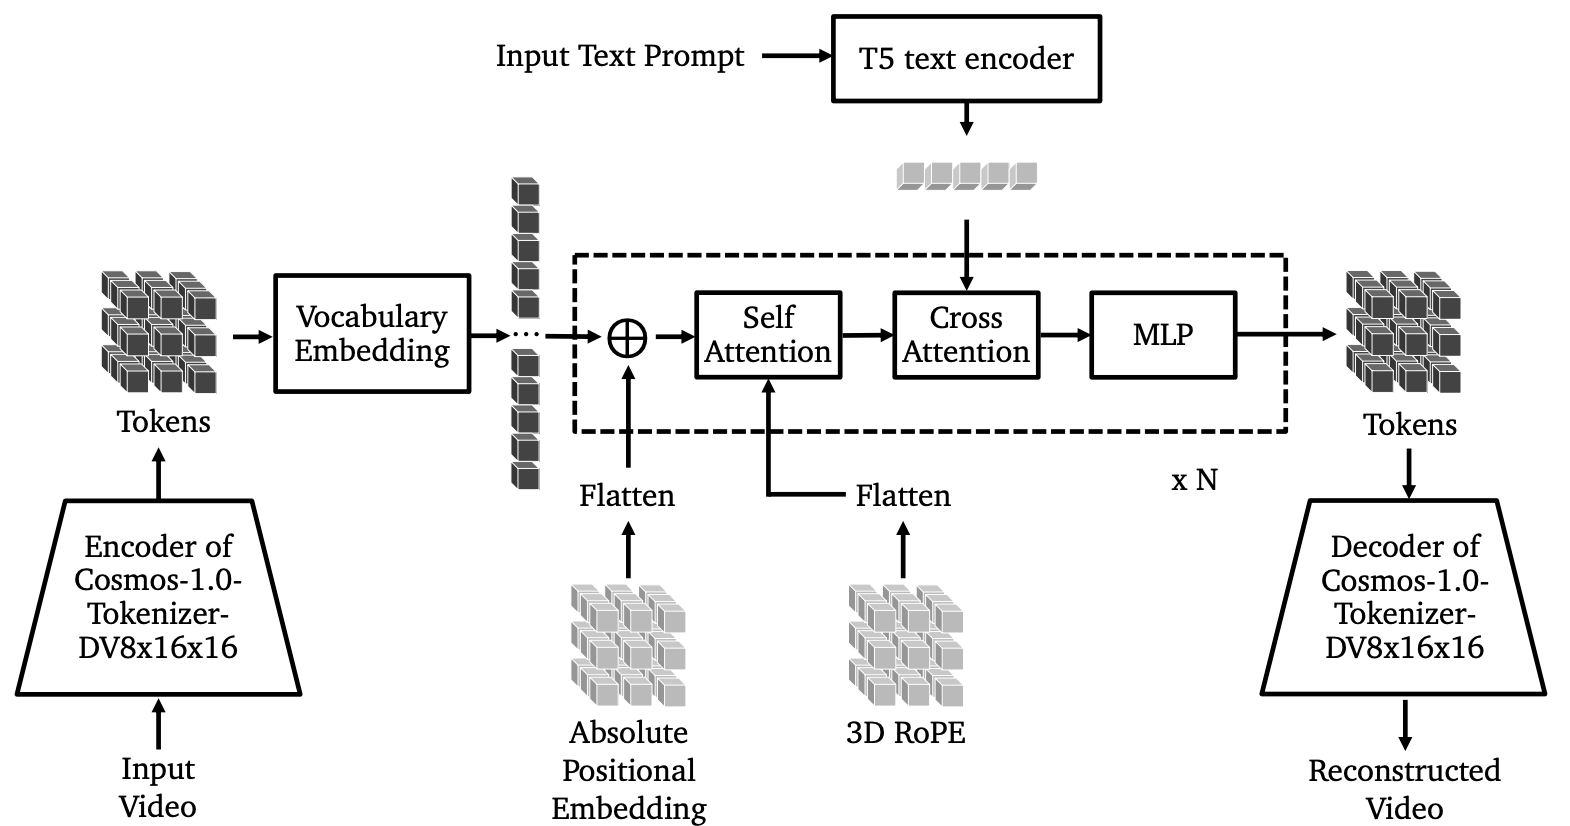 Input Text Prompt
T5 text encoder
Vocabulary
Embedding
...
Self
Attention
Cross
Attention
MLP
Tokens
Tokens
x N
Flatten
Flatten
Encoder of
Cosmos-1.0-
Tokenizer-
DV8x16x16
Decoder of
Cosmos-1.0-
Tokenizer-
DV8x16x16
Absolute
Positional
Embedding
3D RoPE
Input
Video
Reconstructed
Video